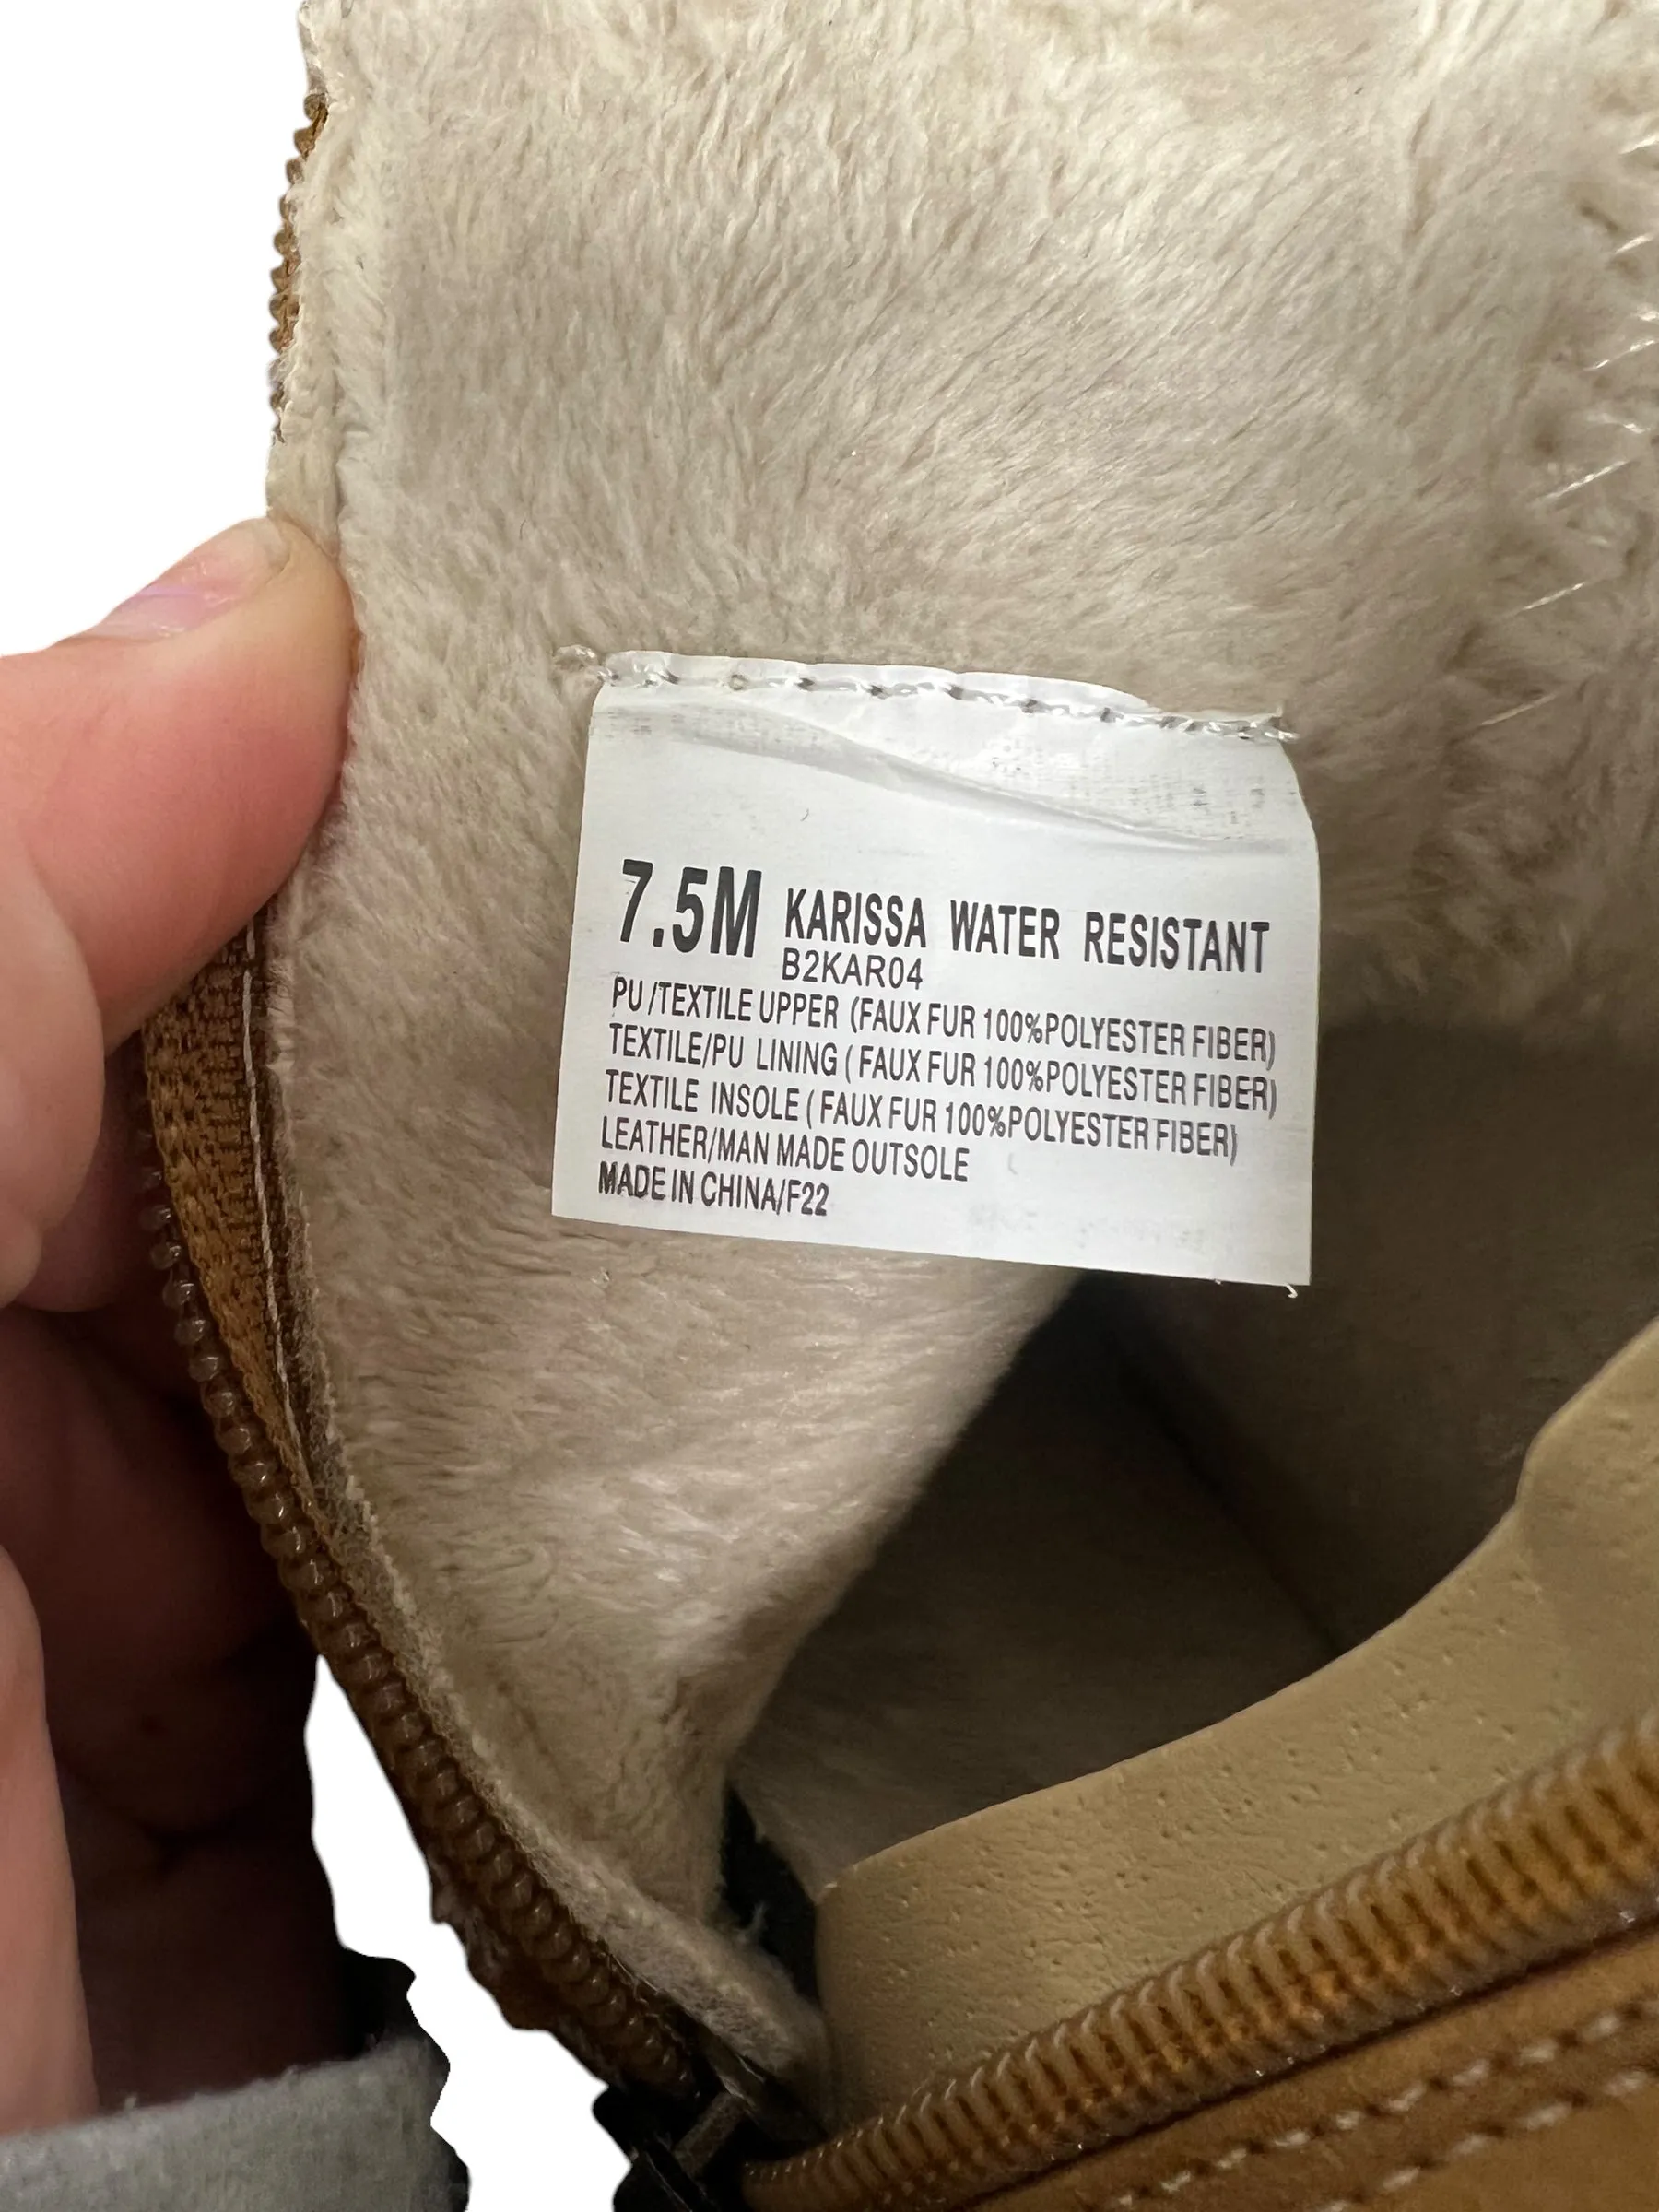 7.5M KARISSA WATER RESISTANT
B2KAR04
PU/TEXTILE UPPER (FAUX FUR 100%POLYESTER FIBER)
TEXTILE/PU LINING ( FAUX FUR 100%POLYESTER FIBER)
TEXTILE INSOLE ( FAUX FUR 100%POLYESTER FIBER)
LEATHER/MAN MADE OUTSOLE
MADE IN CHINA/F22